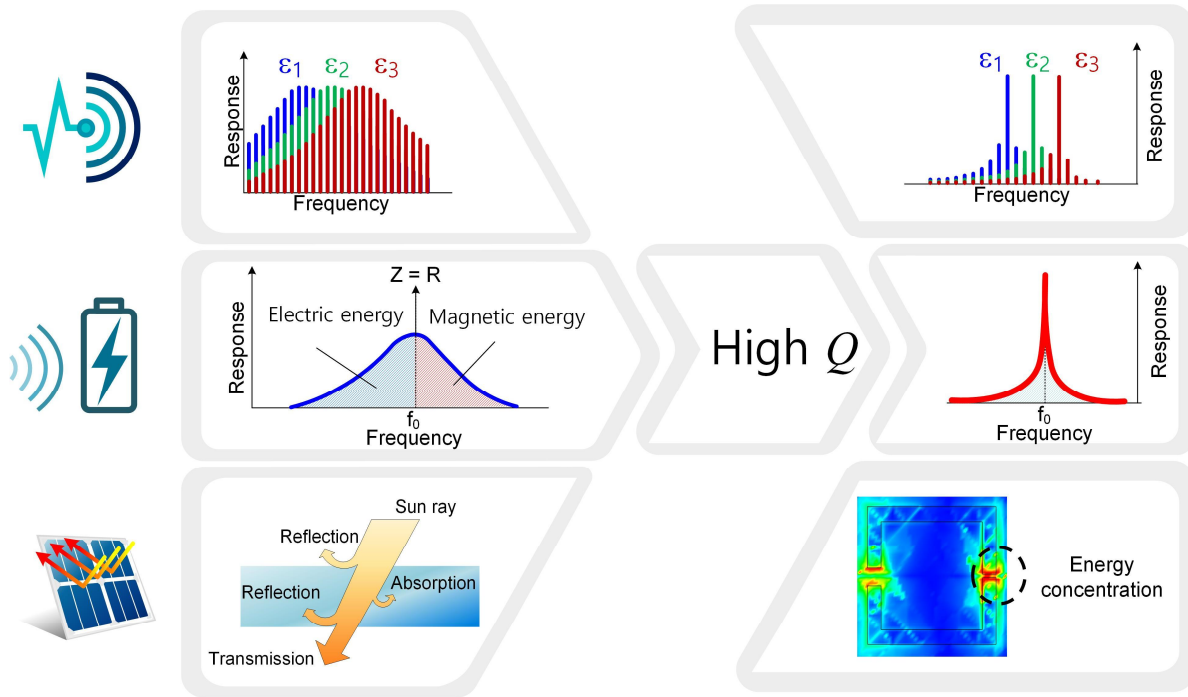 Response
ε1 ε2 ε3
Frequency
ε1 ε2 ε3
Response
Frequency
Z = R
Electric energy
Magnetic energy
Response
f0
Frequency
High Q
Response
f0
Frequency
Sun ray
Reflection
Reflection
Absorption
Transmission
Energy
concentration